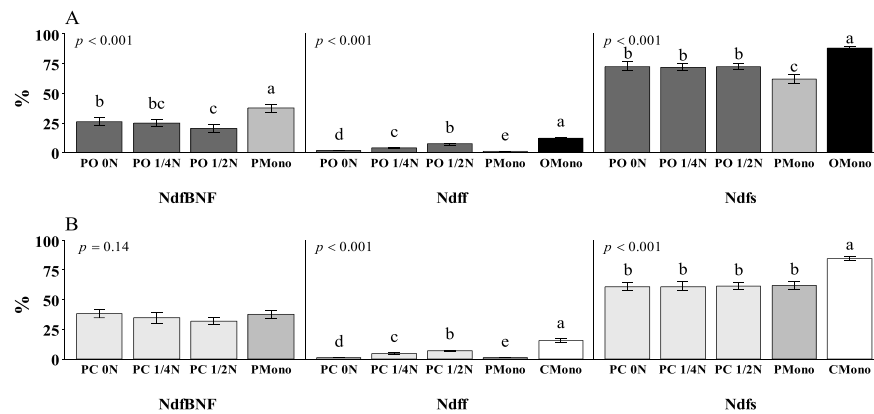 A
100
75
50
25
0
%
p < 0.001
b
bc
c
a
PO 0N PO 1/4N PO 1/2N PMono
NdfBNF
p < 0.001
d
c
b
e
a
PO 0N PO 1/4N PO 1/2N PMono OMono
Ndff
p < 0.001
b
b
b
c
a
PO 0N PO 1/4N PO 1/2N PMono OMono
Ndfs
B
100
75
50
25
0
%
p = 0.14
PC 0N PC 1/4N PC 1/2N PMono
NdfBNF
p < 0.001
d
c
b
e
a
PC 0N PC 1/4N PC 1/2N PMono CMono
Ndff
p < 0.001
b
b
b
b
a
PC 0N PC 1/4N PC 1/2N PMono CMono
Ndfs